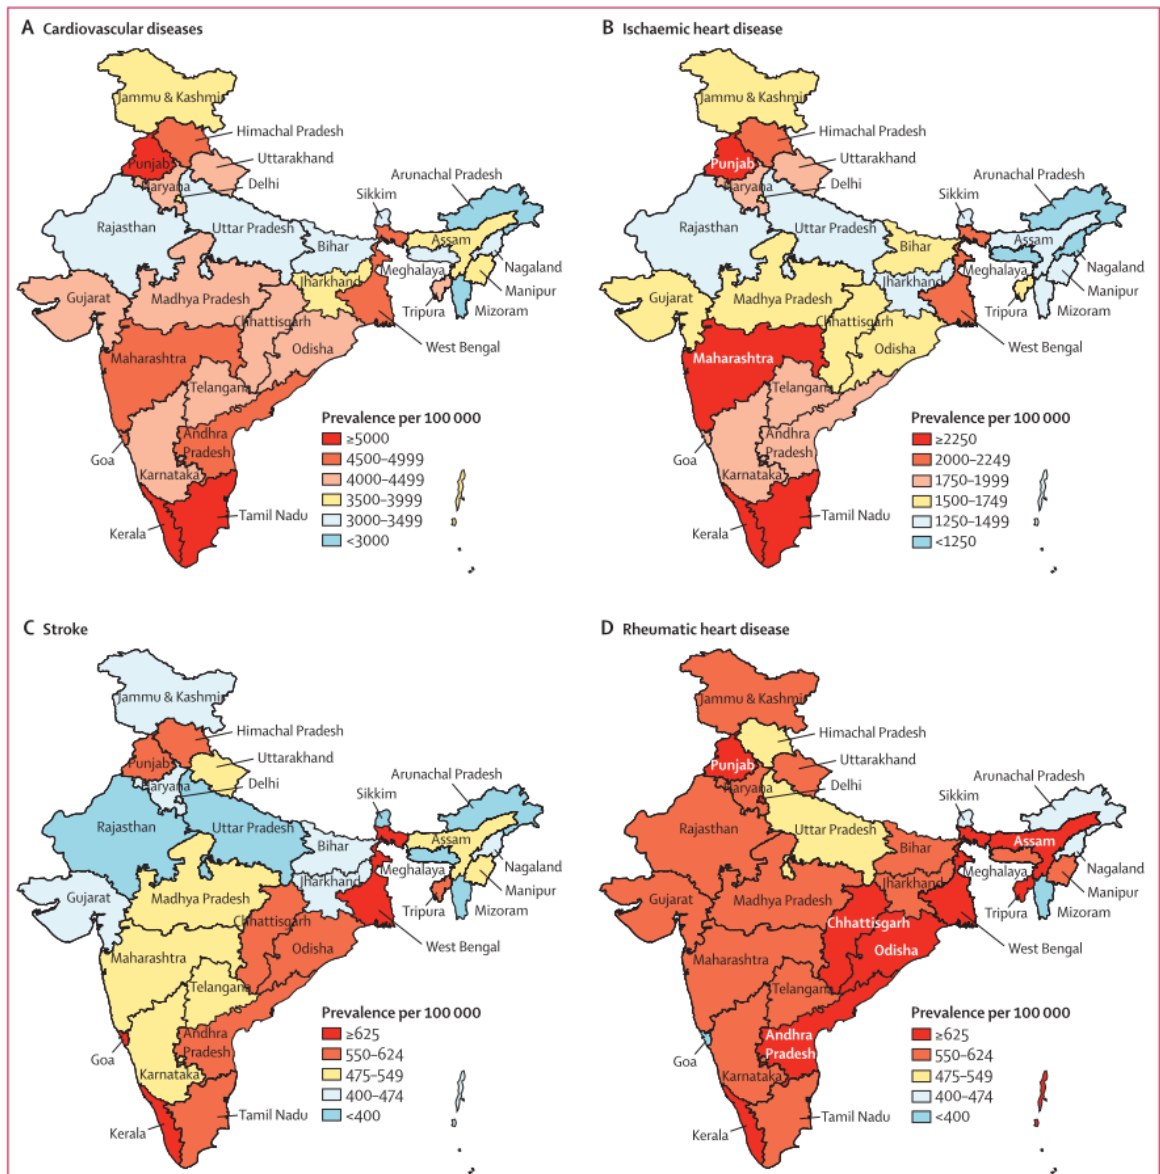 A Cardiovascular diseases
Jammu & Kashmir
Himachal Pradesh
Punjab
Uttarakhand
Haryana
Delhi
Arunachal Pradesh
Sikkim
Rajasthan
Uttar Pradesh
Bihar
Assam
Meghalaya
Nagaland
Jharkhand
Manipur
Gujarat
Madhya Pradesh
Tripura
Mizoram
Chhattisgarh
West Bengal
Odisha
Maharashtra
Telangana
Prevalence per 100 000
≥5000
4500–4999
4000–4499
3500–3999
3000–3499
<3000
Andhra
Pradesh
Goa
Karnataka
Tamil Nadu
Kerala
B Ischaemic heart disease
Jammu & Kashmir
Himachal Pradesh
Punjab
Uttarakhand
Haryana
Delhi
Arunachal Pradesh
Sikkim
Rajasthan
Uttar Pradesh
Bihar
Assam
Meghalaya
Nagaland
Jharkhand
Manipur
Gujarat
Madhya Pradesh
Tripura
Mizoram
Chhattisgarh
West Bengal
Odisha
Maharashtra
Telangana
Prevalence per 100 000
≥2250
2000–2249
1750–1999
1500–1749
1250–1499
<1250
Andhra
Pradesh
Goa
Karnataka
Tamil Nadu
Kerala
C Stroke
Jammu & Kashmir
Himachal Pradesh
Punjab
Uttarakhand
Haryana
Delhi
Arunachal Pradesh
Sikkim
Rajasthan
Uttar Pradesh
Bihar
Assam
Meghalaya
Nagaland
Jharkhand
Manipur
Gujarat
Madhya Pradesh
Tripura
Mizoram
Chhattisgarh
West Bengal
Odisha
Maharashtra
Telangana
Prevalence per 100 000
≥625
550–624
475–549
400–474
<400
Andhra
Pradesh
Goa
Karnataka
Tamil Nadu
Kerala
D Rheumatic heart disease
Jammu & Kashmir
Himachal Pradesh
Punjab
Uttarakhand
Haryana
Delhi
Arunachal Pradesh
Sikkim
Rajasthan
Uttar Pradesh
Bihar
Assam
Meghalaya
Nagaland
Jharkhand
Manipur
Gujarat
Madhya Pradesh
Tripura
Mizoram
Chhattisgarh
West Bengal
Odisha
Maharashtra
Telangana
Prevalence per 100 000
≥625
550–624
475–549
400–474
<400
Andhra
Pradesh
Goa
Karnataka
Tamil Nadu
Kerala